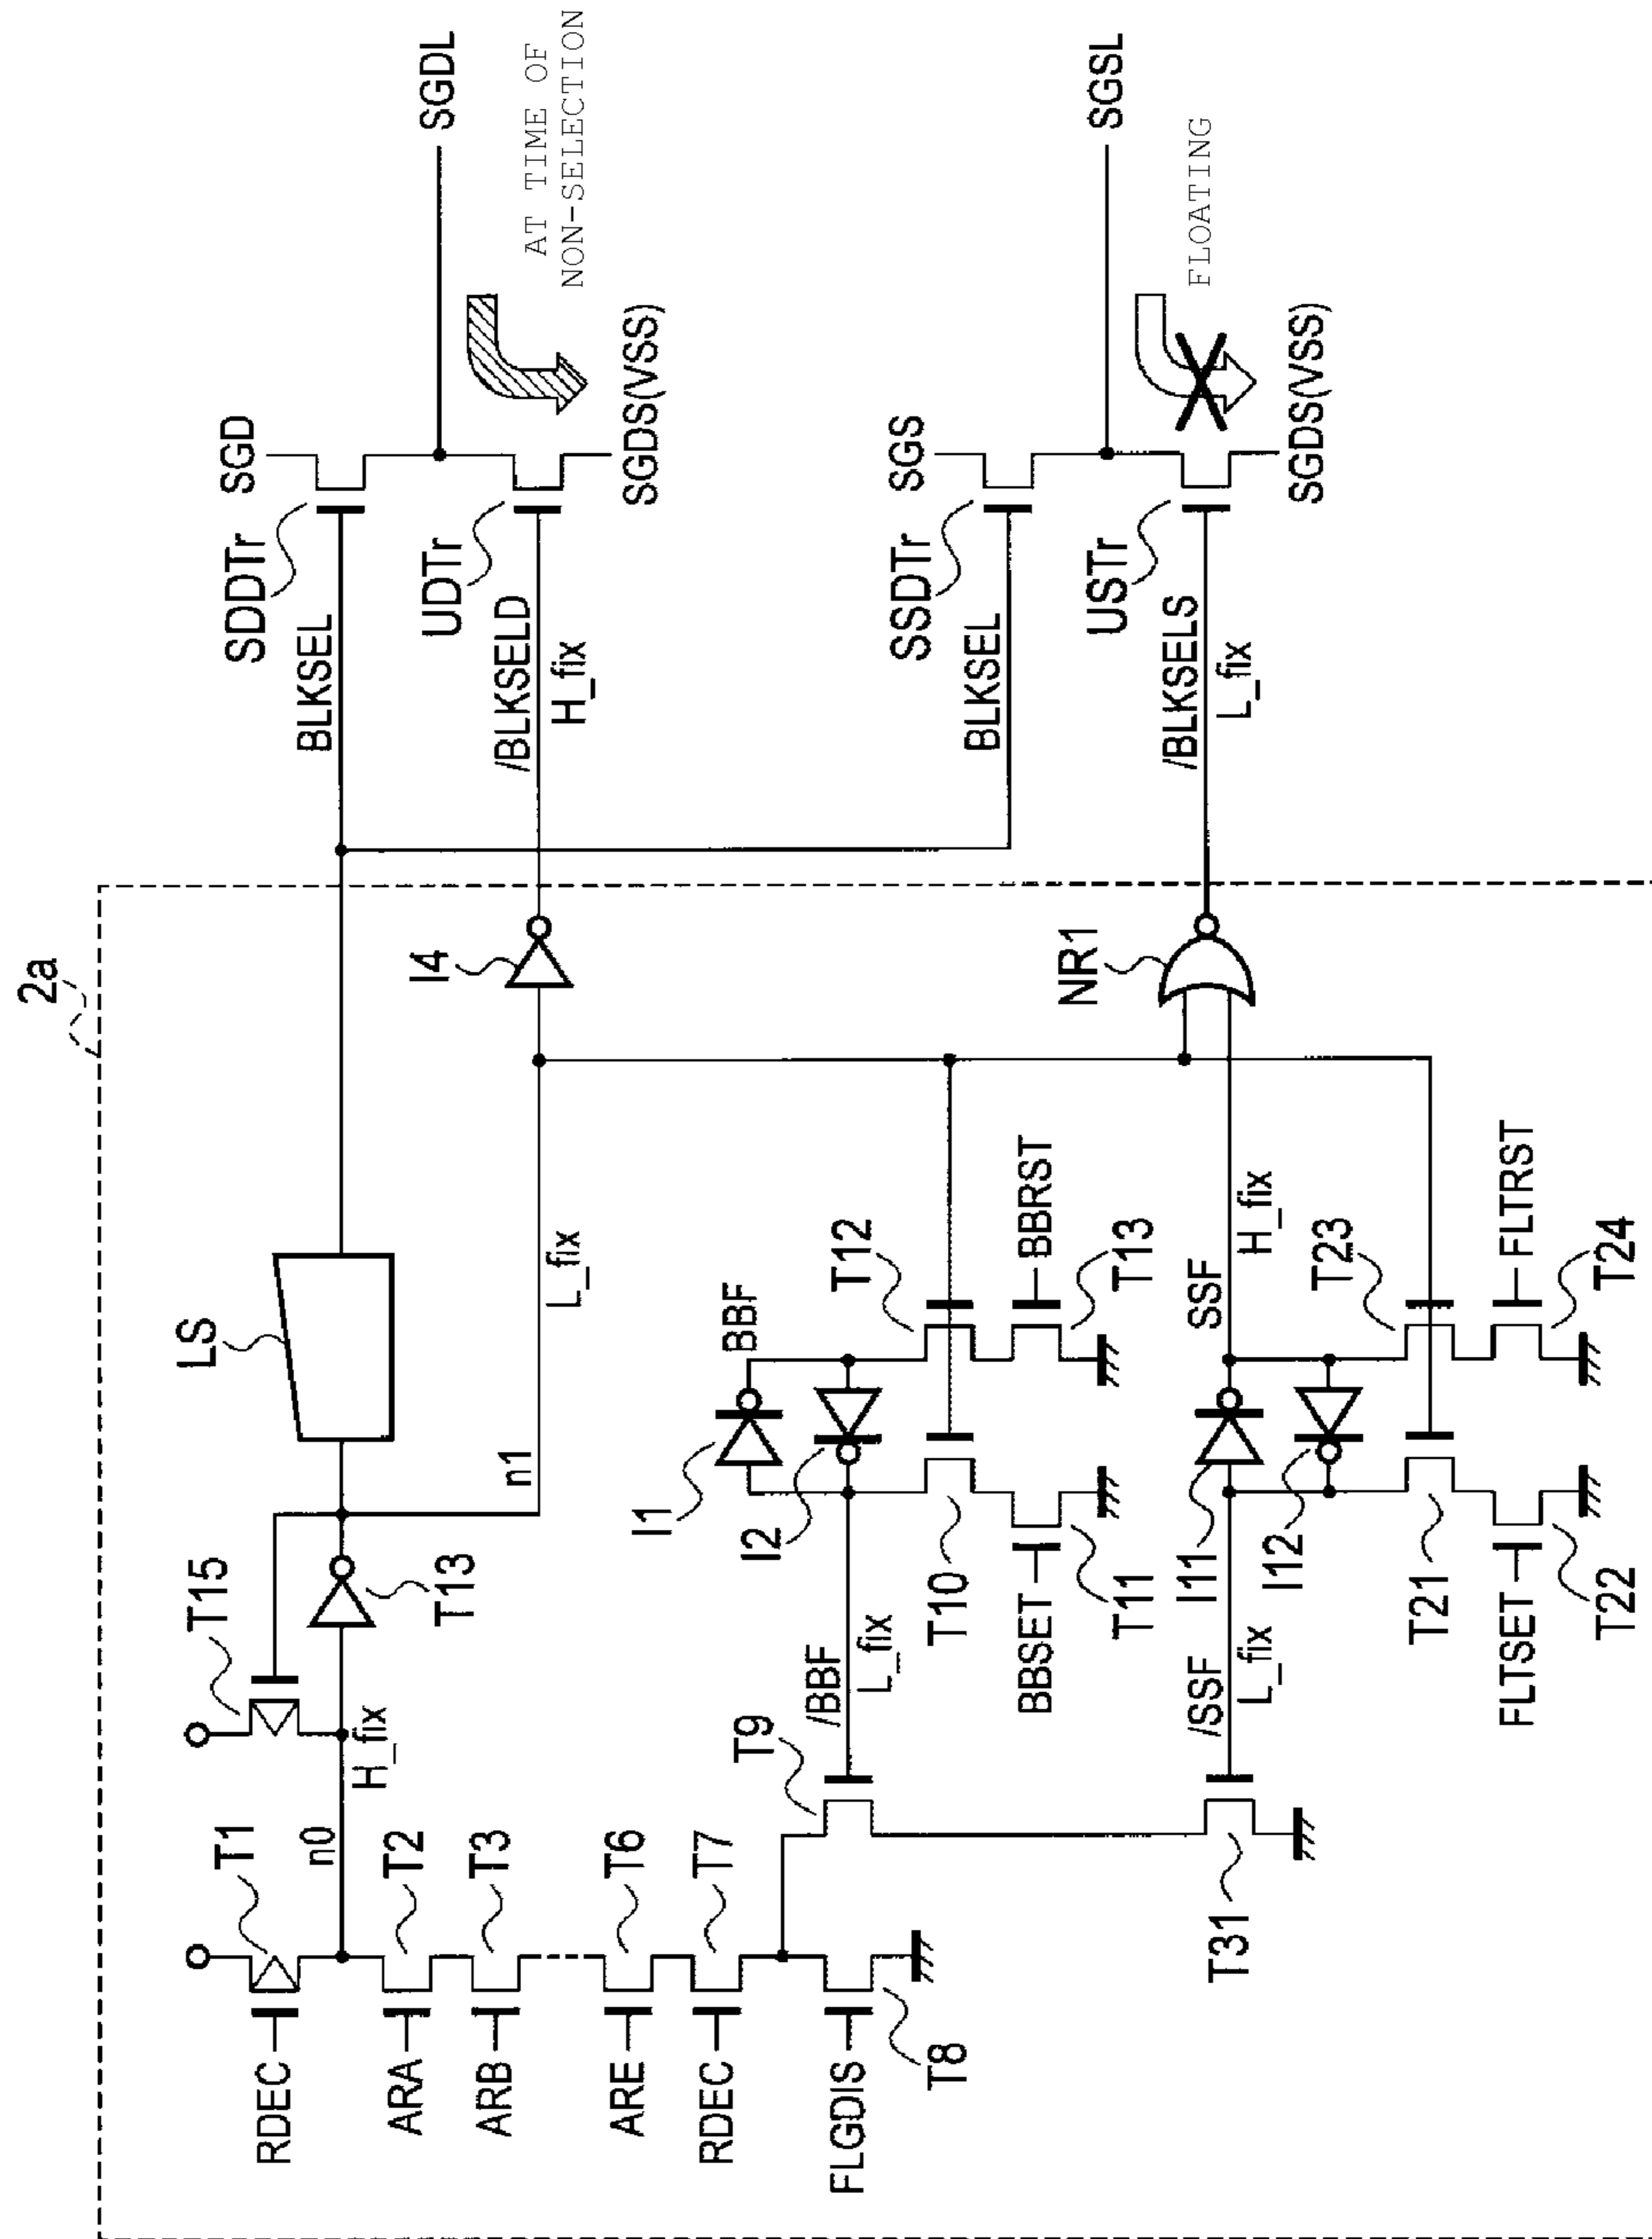 2a
RDEC
T1
n0
H_fix
T15
T13
LS
n1
L_fix
I4
BLKSEL
SDDTr
SGD
SGDL
/BLKSELD
H_fix
UDTr
SGDS(VSS)
AT TIME OF
NON-SELECTION
ARA
T2
ARB
T3
ARE
T6
RDEC
T7
FLGDIS
T8
T9
/BBF
L_fix
I1
I2
BBF
T10
T12
BBSET
T11
BBRST
T13
T31
/SSF
L_fix
I11
I12
SSF
H_fix
T21
T23
FLTSET
T22
FLTRST
T24
NR1
BLKSEL
SSDTr
SGS
SGSL
/BLKSELS
L_fix
USTr
SGDS(VSS)
FLOATING